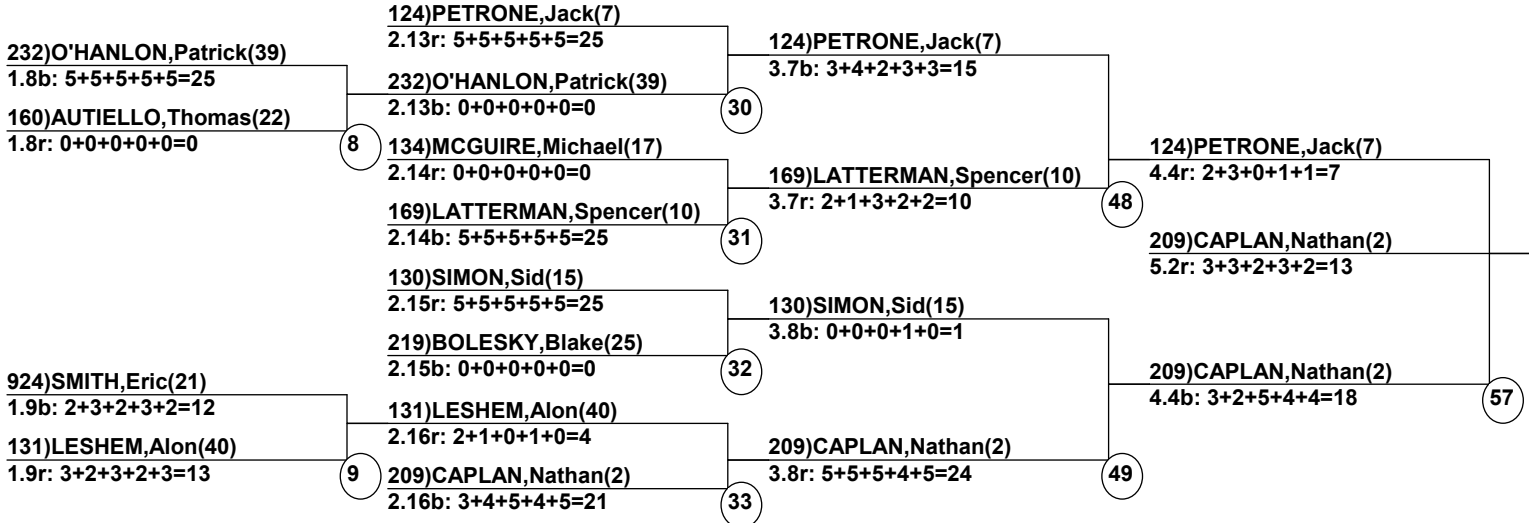 232)O'HANLON,Patrick(39)
1.8b: 5+5+5+5+5=25
160)AUTIELLO,Thomas(22)
1.8r: 0+0+0+0+0=0
8
924)SMITH,Eric(21)
1.9b: 2+3+2+3+2=12
131)LESHEM,Alon(40)
1.9r: 3+2+3+2+3=13
9
124)PETRONE,Jack(7)
2.13r: 5+5+5+5+5=25
232)O'HANLON,Patrick(39)
2.13b: 0+0+0+0+0=0
30
134)MCGUIRE,Michael(17)
2.14r: 0+0+0+0+0=0
169)LATTERMAN,Spencer(10)
2.14b: 5+5+5+5+5=25
31
130)SIMON,Sid(15)
2.15r: 5+5+5+5+5=25
219)BOLESKY,Blake(25)
2.15b: 0+0+0+0+0=0
32
131)LESHEM,Alon(40)
2.16r: 2+1+0+1+0=4
209)CAPLAN,Nathan(2)
2.16b: 3+4+5+4+5=21
33
124)PETRONE,Jack(7)
3.7b: 3+4+2+3+3=15
169)LATTERMAN,Spencer(10)
3.7r: 2+1+3+2+2=10
48
130)SIMON,Sid(15)
3.8b: 0+0+0+1+0=1
209)CAPLAN,Nathan(2)
3.8r: 5+5+5+4+5=24
49
124)PETRONE,Jack(7)
4.4r: 2+3+0+1+1=7
209)CAPLAN,Nathan(2)
4.4b: 3+2+5+4+4=18
57
209)CAPLAN,Nathan(2)
5.2r: 3+3+2+3+2=13